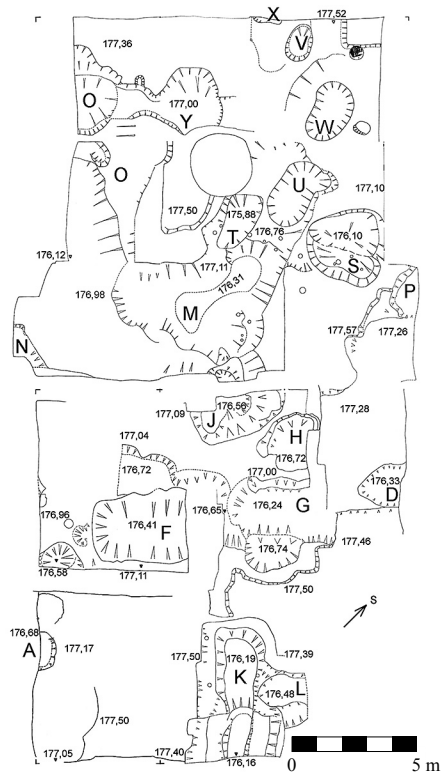 X
177,52
177,36
V
O
177,00
Y
W
O
U
177,10
177,50
175,88
T
176,76
176,10
S
176,12
177,11
176,31
176,98
M
P
N
177,57
177,26
177,09
176,56
J
H
177,28
177,04
176,72
176,72
177,00
176,33
D
176,96
176,41
F
176,65
176,24
G
177,46
176,74
176,58
177,11
177,50
S
176,68
A
177,17
177,50
176,19
177,39
K
176,48
L
177,50
177,05
177,40
176,16
0
5 m